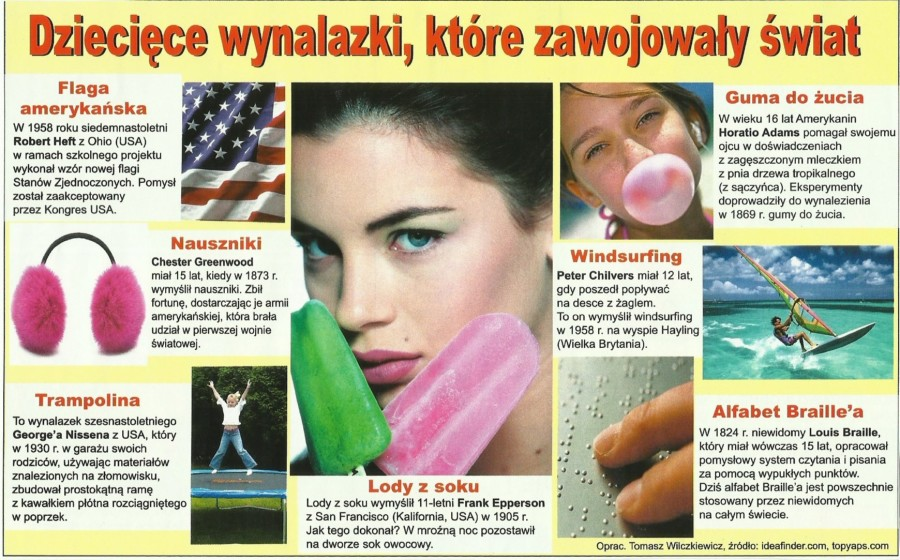 Dziecięce wynalazki, które zawojowały świat
Flaga
amerykańska
W 1958 roku siedemnastoletni
Robert Heft z Ohio (USA)
w ramach szkolnego projektu
wykonał wzór nowej flagi
Stanów Zjednoczonych. Pomysł
został zaakceptowany
przez Kongres USA.
Nauszniki
Chester Greenwood
miał 15 lat, kiedy w 1873 r.
wymyślił nauszniki. Zbił
fortunę, dostarczając je armii
amerykańskiej, która brała
udział w pierwszej wojnie
światowej.
Trampolina
To wynalazek szesnastoletniego
George'a Nissena z USA, który
w 1930 r. w garażu swoich
rodziców, używając materiałów
znalezionych na złomowisku,
zbudował prostokątną ramę
z kawałkiem płótna rozciągniętego
w poprzek.
Lody z soku
Lody z soku wymyślił 11-letni Frank Epperson
z San Francisco (Kalifornia, USA) w 1905 r.
Jak tego dokonał? W mroźną noc pozostawił
na dworze sok owocowy.
Guma do żucia
W wieku 16 lat Amerykanin
Horatio Adams pomagał swojemu
ojcu w doświadczeniach
z zagęszczonym mleczkiem
z pnia drzewa tropikalnego
(z sączyńca). Eksperymenty
doprowadziły do wynalezienia
w 1869 r. gumy do żucia.
Windsurfing
Peter Chilvers miał 12 lat,
gdy poszedł popływać
na desce z żaglem.
To on wymyślił windsurfing
w 1958 r. na wyspie Hayling
(Wielka Brytania).
Alfabet Braille'a
W 1824 r. niewidomy Louis Braille,
który miał wówczas 15 lat, opracował
pomysłowy system czytania i pisania
za pomocą wypukłych punktów.
Dziś alfabet Braille'a jest powszechnie
stosowany przez niewidomych
na całym świecie.
Oprac. Tomasz Wilczkiewicz, źródło: ideafinder.com, topyaps.com